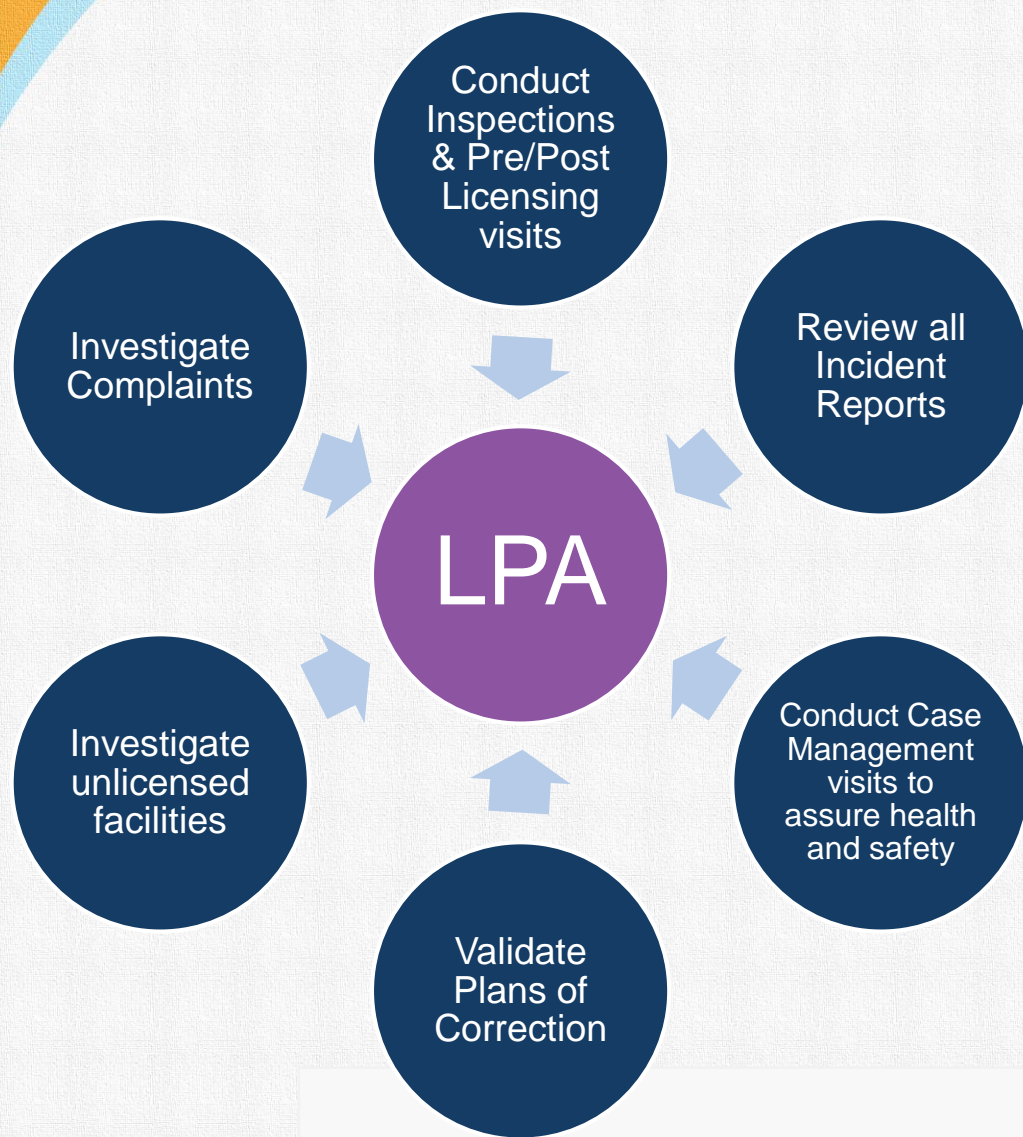 Conduct
Inspections
& Pre/Post
Licensing
visits
Review all
Incident
Reports
Conduct Case
Management
visits to
assure health
and safety
Validate
Plans of
Correction
Investigate
unlicensed
facilities
Investigate
Complaints
LPA